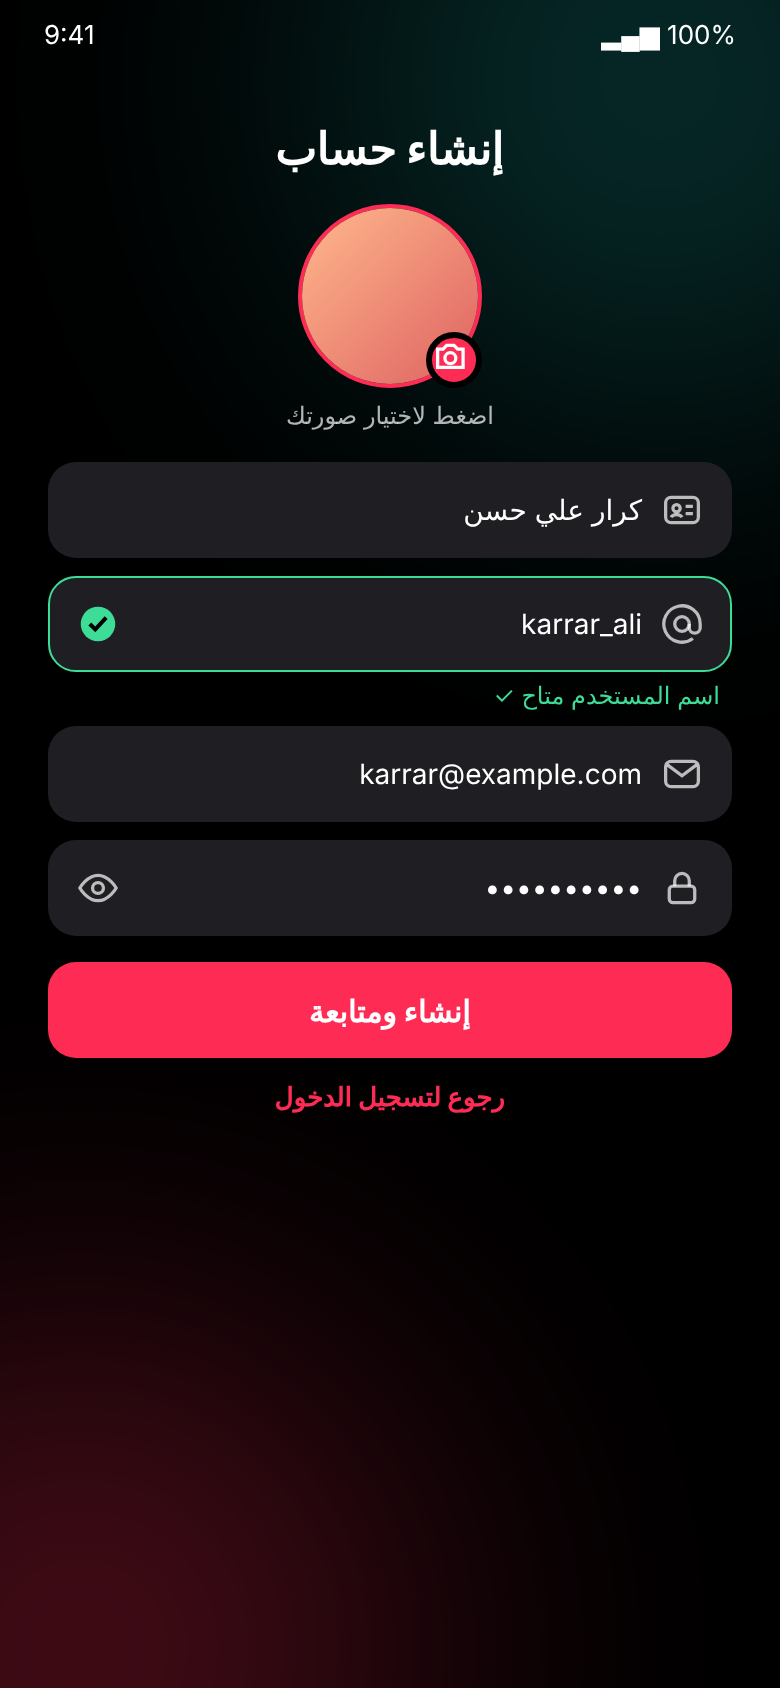 9:41
100%
إنشاء حساب
اضغط لاختيار صورتك
كرار علي حسن
karrar_ali
اسم المستخدم متاح ✓
karrar@example.com
••••••••••
إنشاء ومتابعة
رجوع لتسجيل الدخول